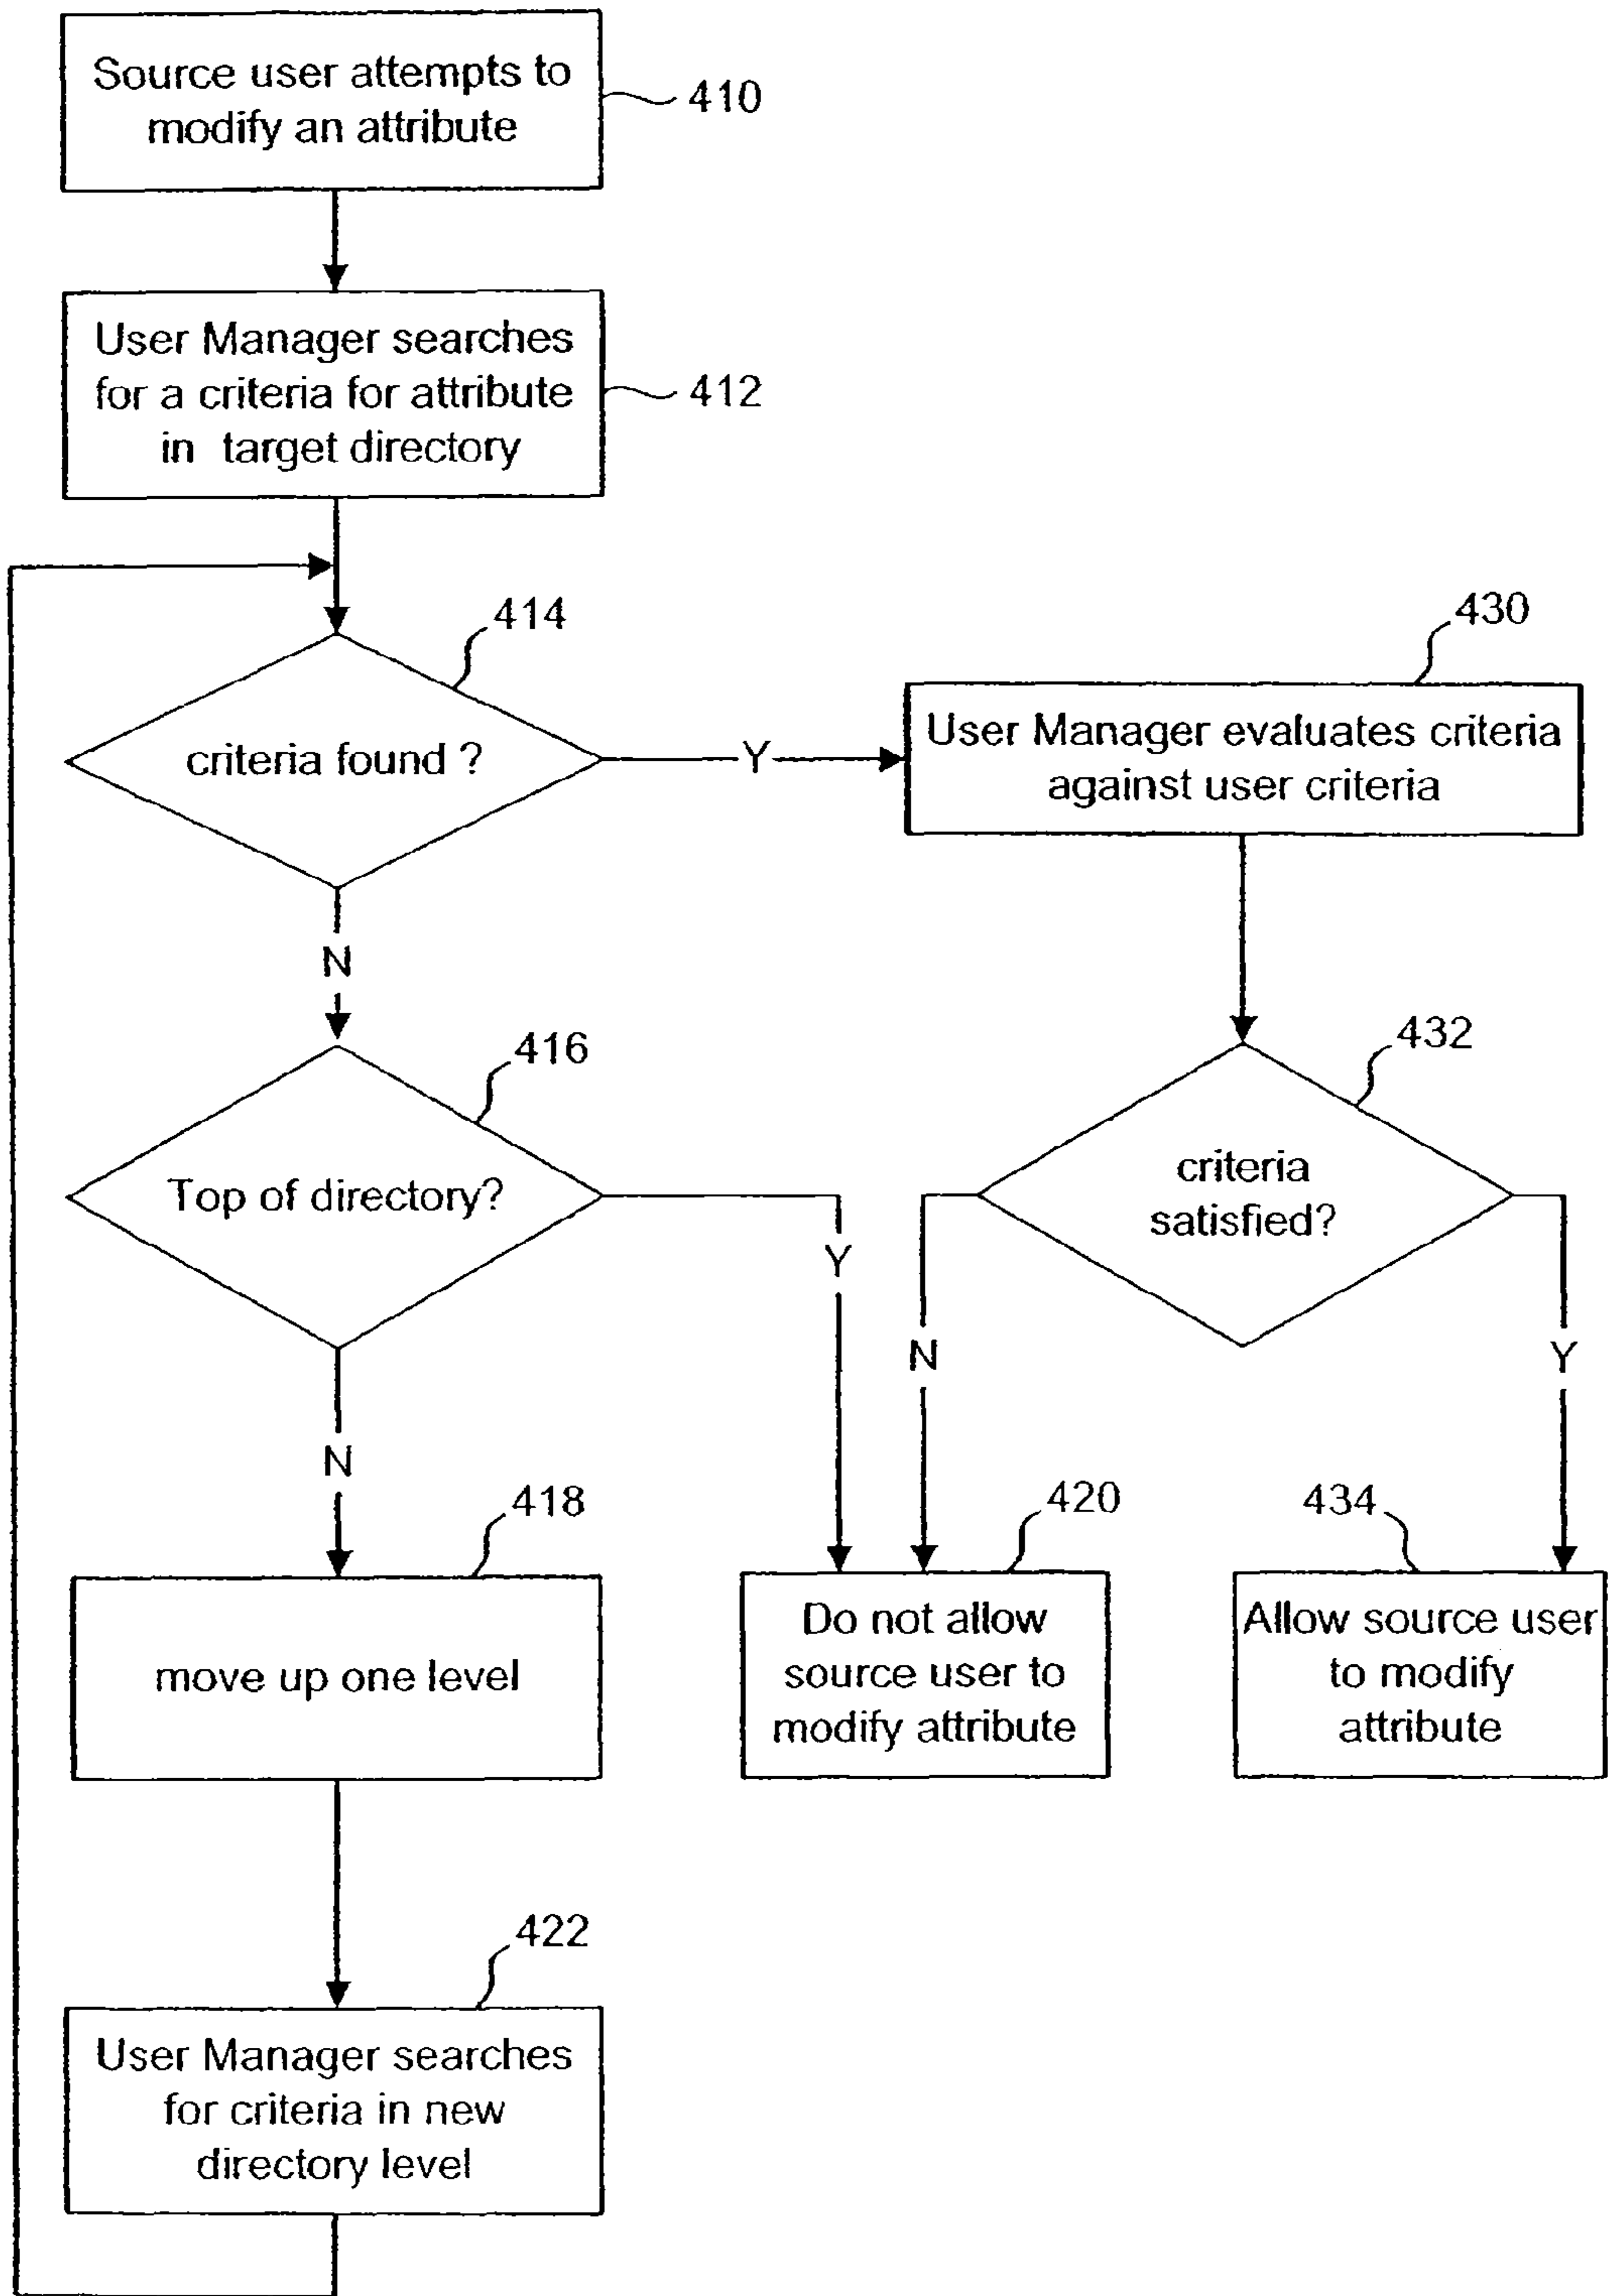 Source user attempts to
modify an attribute
410
User Manager searches
for a criteria for attribute
in target directory
412
414
criteria found ?
Y
430
User Manager evaluates criteria
against user criteria
N
416
Top of directory?
Y
432
criteria
satisfied?
N
Y
N
418
move up one level
420
Do not allow
source user to
modify attribute
434
Allow source user
to modify
attribute
422
User Manager searches
for criteria in new
directory level